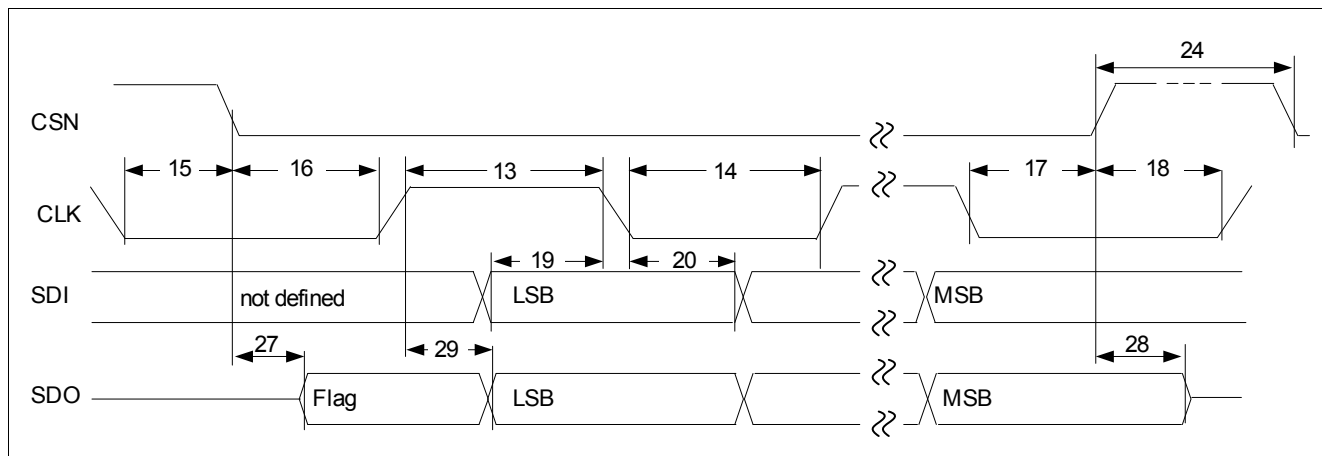 24
CSN
15 16 13 14 17 18
CLK
19 20
SDI not defined LSB MSB
27 29 28
SDO Flag LSB MSB